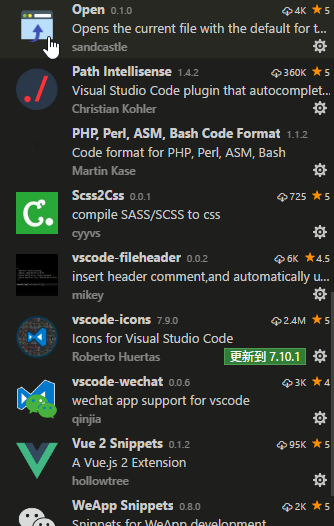 Open 0.1.0 4K ★5
Opens the current file with the default for t...
sandcastle
Path Intellisense 1.4.2 360K ★5
Visual Studio Code plugin that autocomplet...
Christian Kohler
PHP, Perl, ASM, Bash Code Format 1.1.2
Code format for PHP, Perl, ASM, Bash
Martin Kase
Scss2Css 0.0.1 725 ★5
compile SASS/SCSS to css
cyyvs
vscode-fileheader 0.0.2 6K ★4.5
insert header comment,and automatically u...
mikey
vscode-icons 7.9.0 2.4M ★5
Icons for Visual Studio Code
Roberto Huertas 更新到 7.10.1
vscode-wechat 0.0.6 3K ★4
wechat app support for vscode
qinjia
Vue 2 Snippets 0.1.2 95K ★5
A Vue.js 2 Extension
hollowtree
WeApp Snippets 0.8.0 2K ★5
Snippets for WeApp development